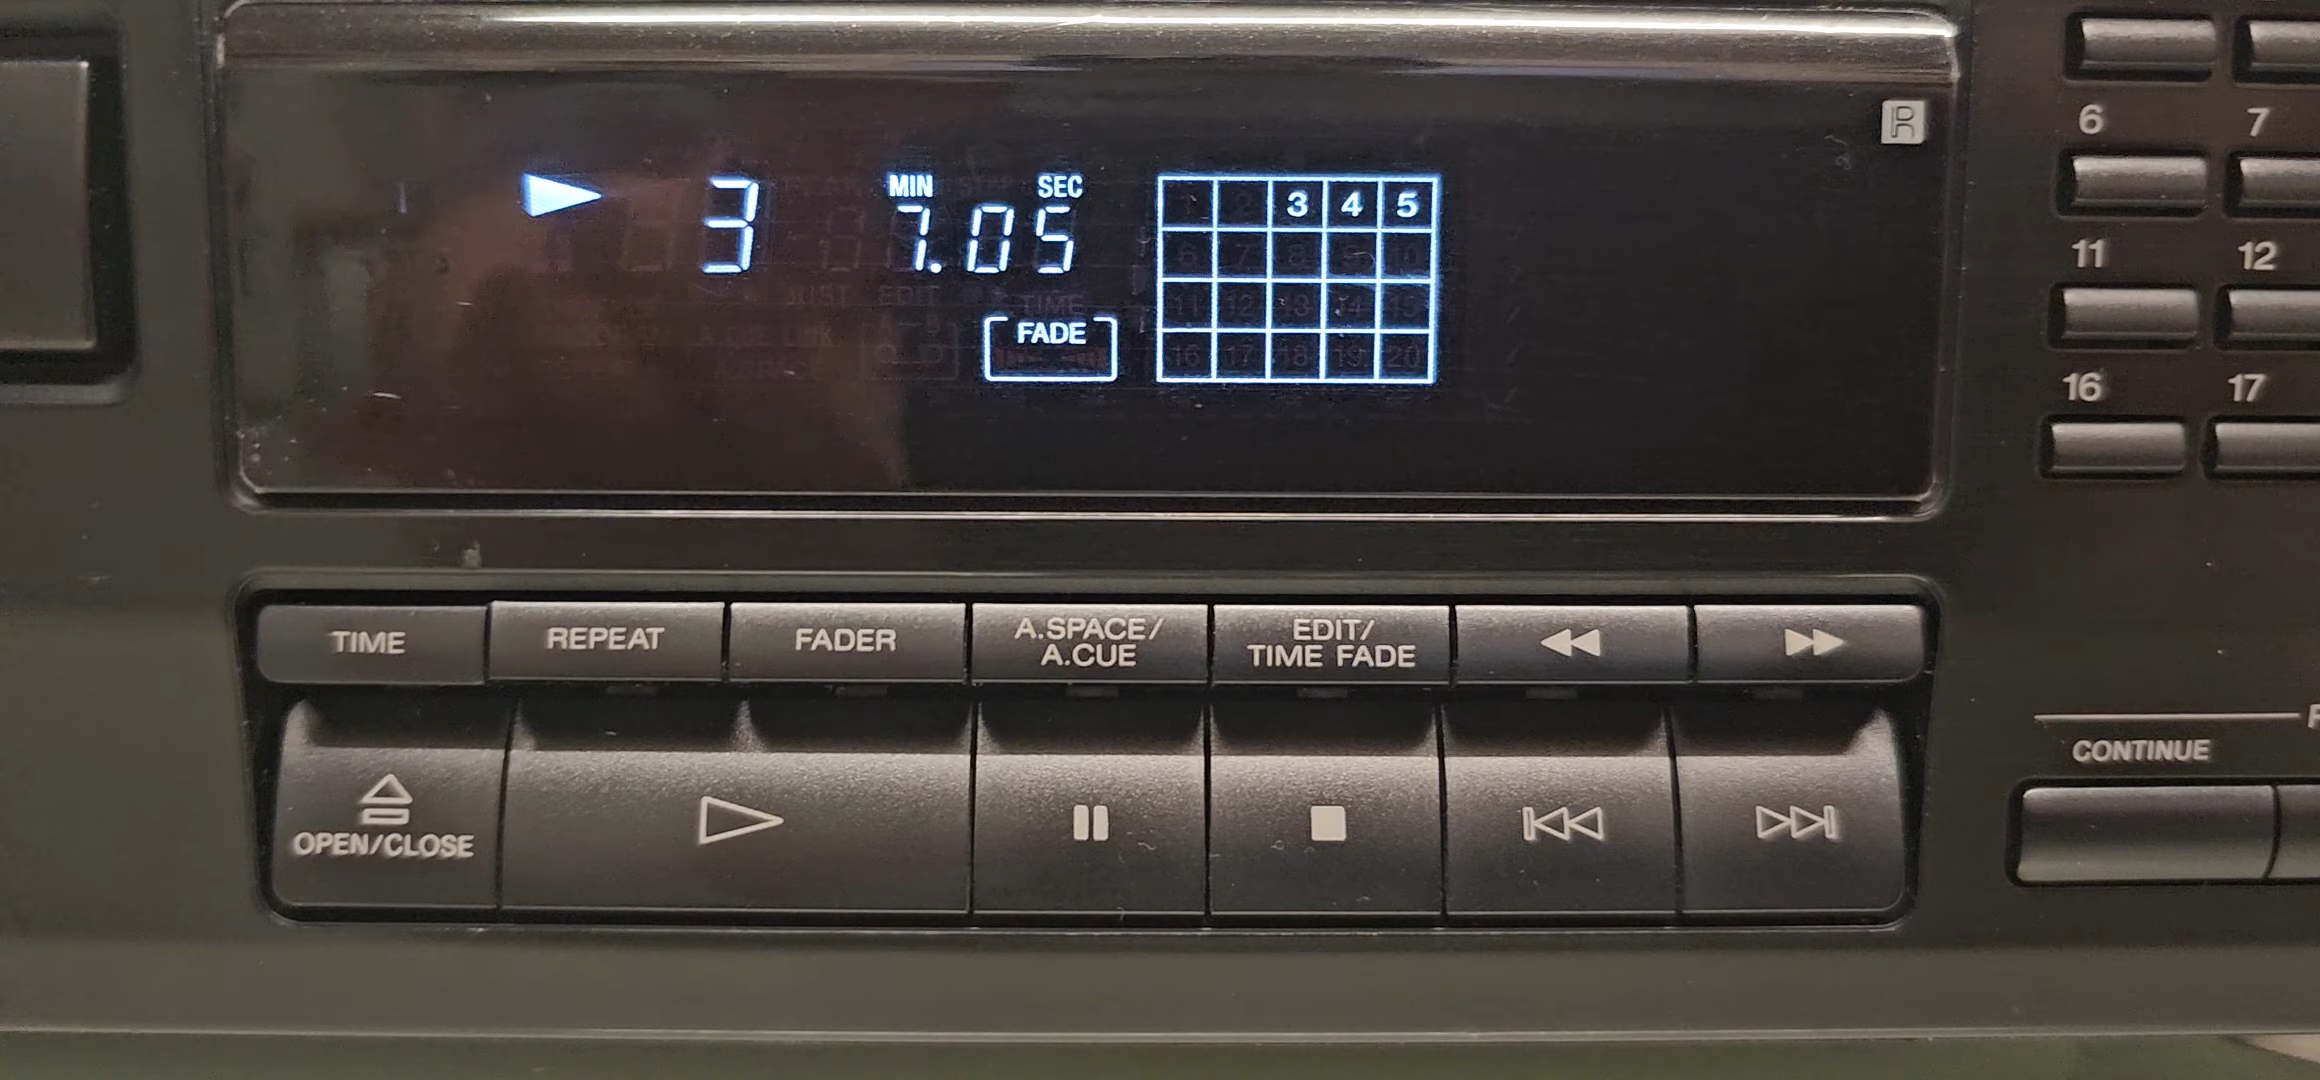 MIN SEC
3 7.05
3 4 5
FADE
6 7
11 12
16 17
TIME REPEAT FADER A.SPACE/ EDIT/
A.CUE TIME FADE
OPEN/CLOSE
CONTINUE